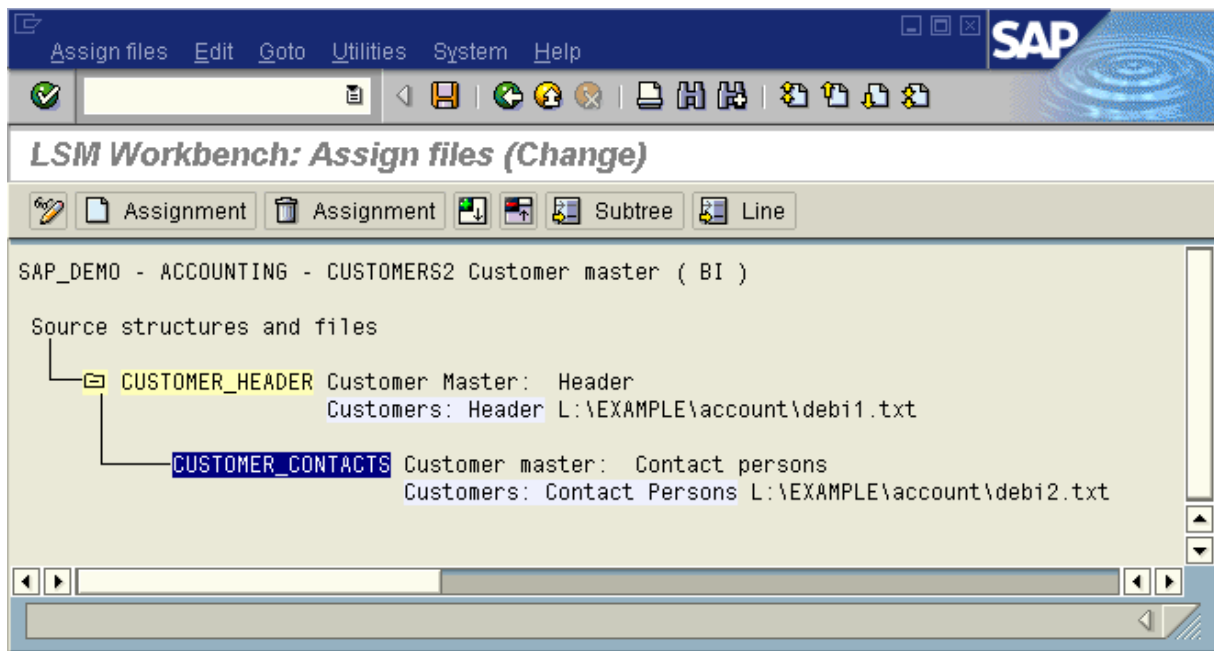 SAP
Assign files Edit Goto Utilities System Help
LSM Workbench: Assign files (Change)
Assignment Assignment Subtree Line
SAP_DEMO - ACCOUNTING - CUSTOMERS2 Customer master ( BI )
Source structures and files
CUSTOMER_HEADER Customer Master: Header
Customers: Header L:\EXAMPLE\account\debi1.txt
CUSTOMER_CONTACTS Customer master: Contact persons
Customers: Contact Persons L:\EXAMPLE\account\debi2.txt